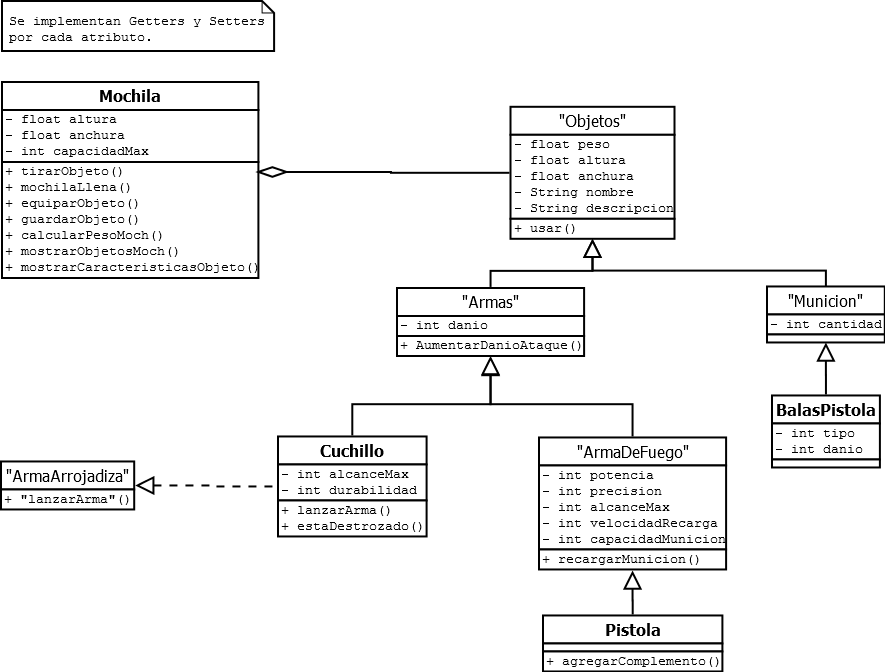 Se implementan Getters y Setters
por cada atributo.
Mochila
- float altura
- float anchura
- int capacidadMax
+ tirarObjeto()
+ mochilaLlena()
+ equiparObjeto()
+ guardarObjeto()
+ calcularPesoMoch()
+ mostrarObjetosMoch()
+ mostrarCaracteristicasObjeto()
"Objetos"
- float peso
- float altura
- float anchura
- String nombre
- String descripcion
+ usar()
"Armas"
- int danio
+ AumentarDanioAtaque()
"Municion"
- int cantidad
BalasPistola
- int tipo
- int danio
"ArmaArrojadiza"
+ "lanzarArma"()
Cuchillo
- int alcanceMax
- int durabilidad
+ lanzarArma()
+ estaDestrozado()
"ArmaDeFuego"
- int potencia
- int precision
- int alcanceMax
- int velocidadRecarga
- int capacidadMunicion
+ recargarMunicion()
Pistola
+ agregarComplemento()